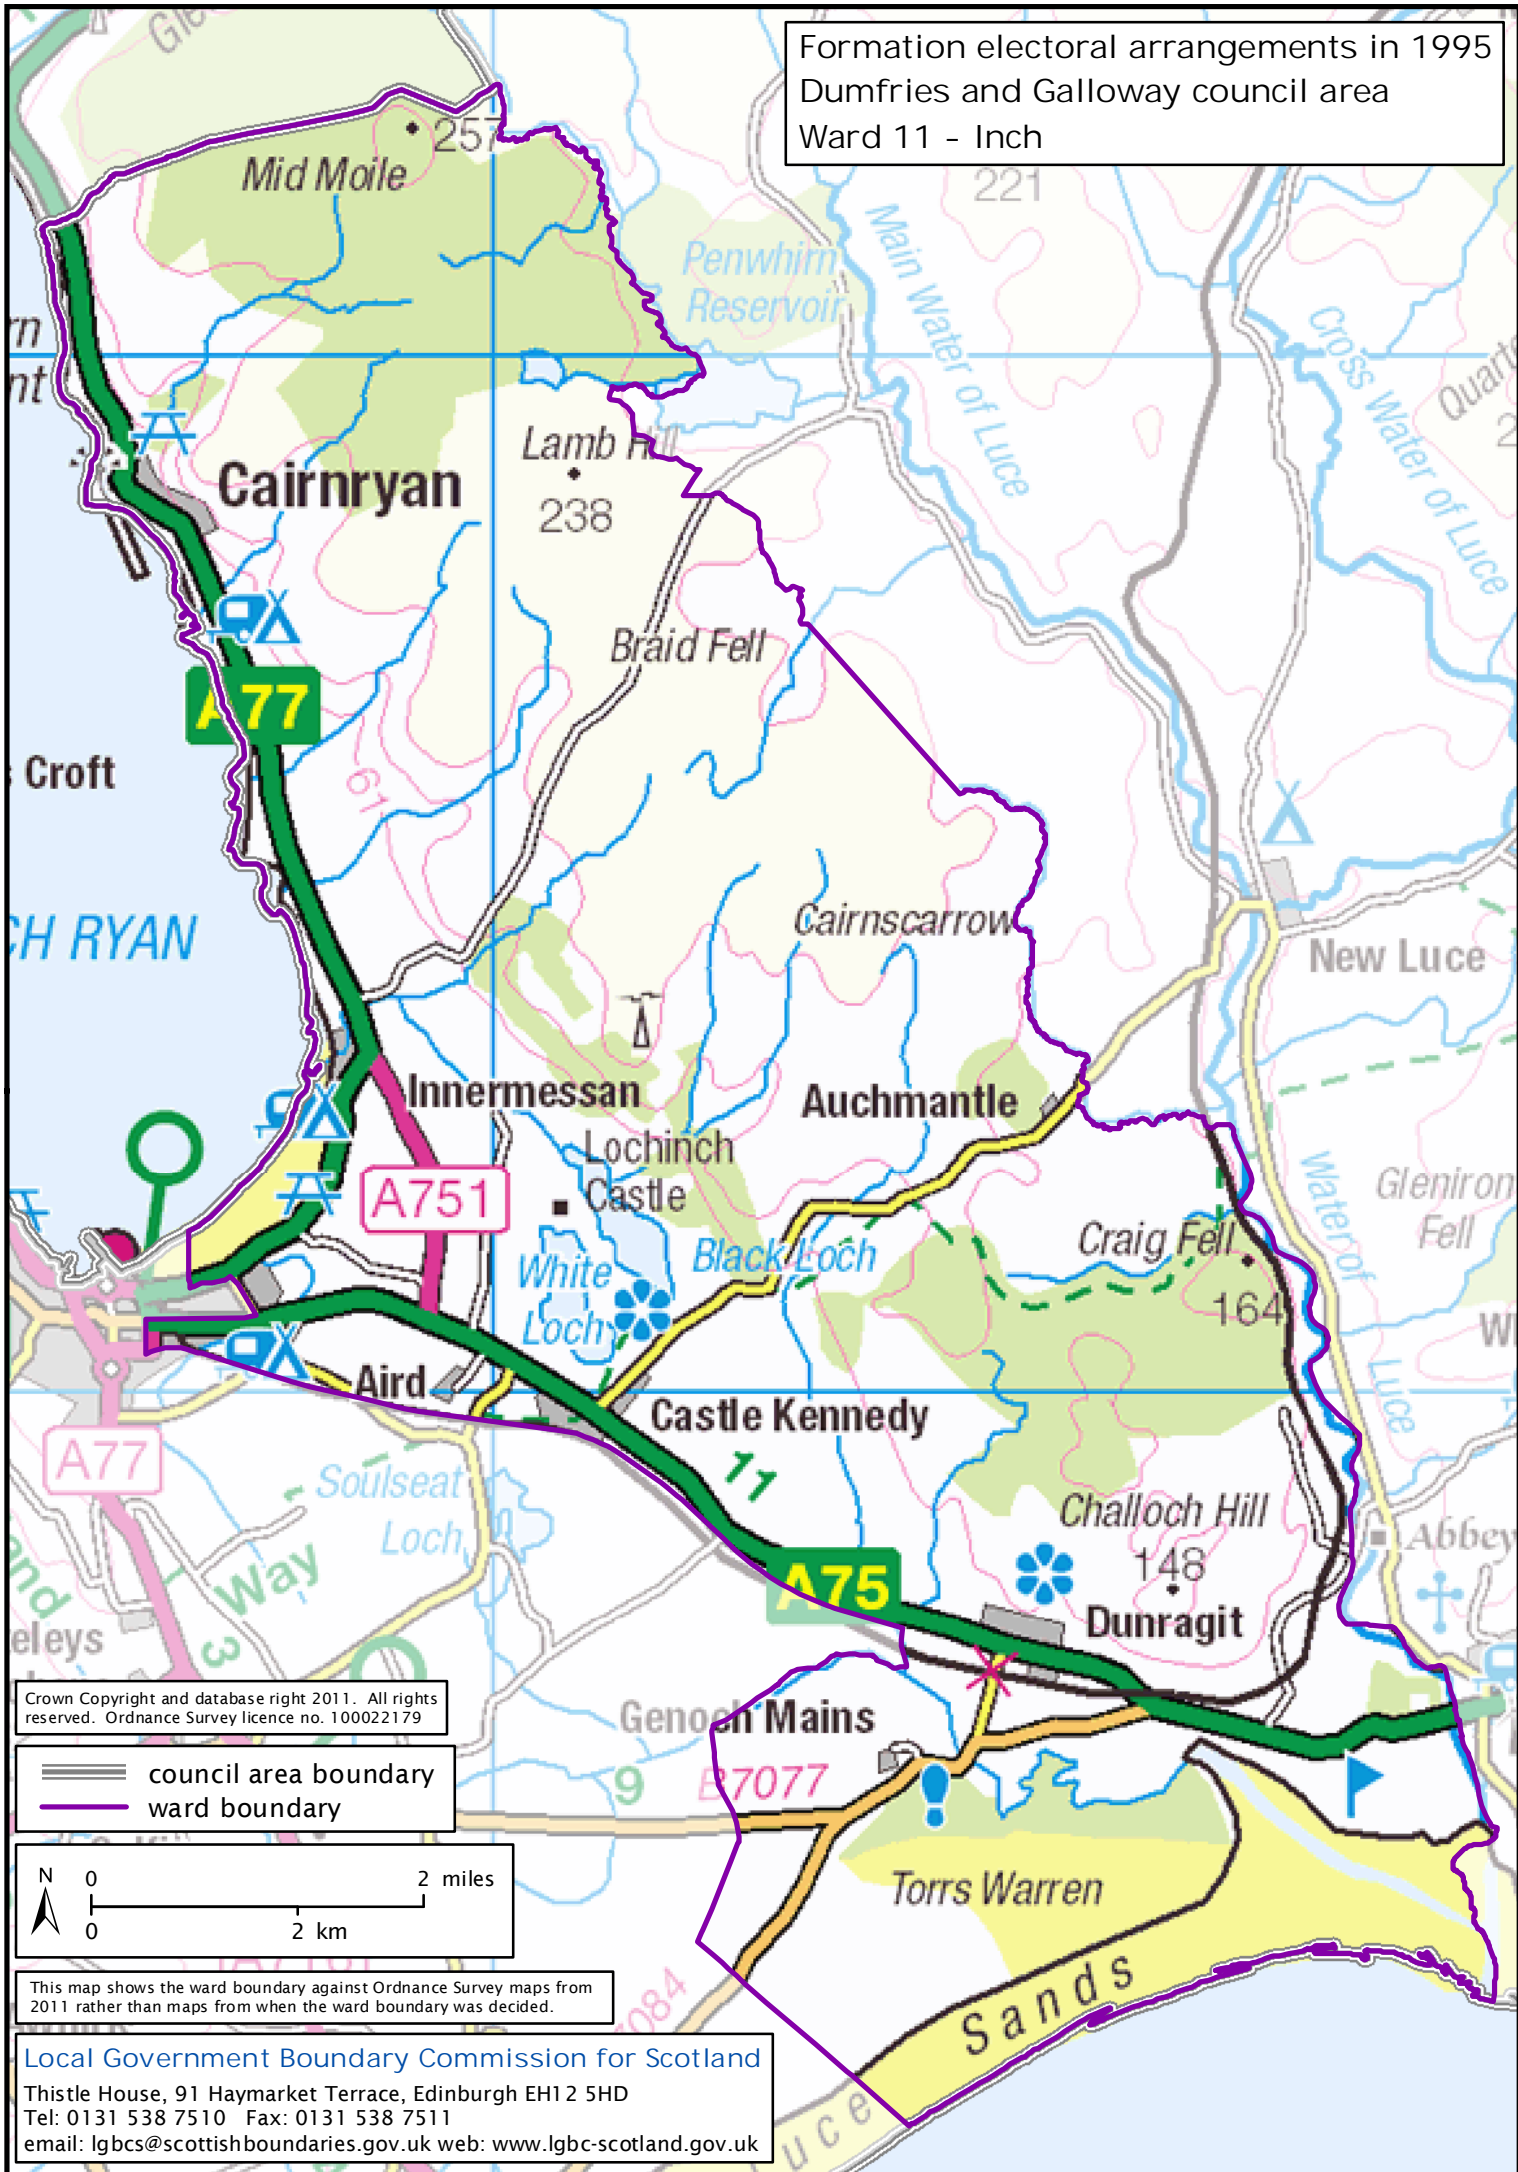 Formation electoral arrangements in 1995
Dumfries and Galloway council area
Ward 11 - Inch
257
Mid Moile
221
Penwhirn
Reservoir
Main Water of Luce
Cross Water of Luce
Lamb Hill
238
Cairnryan
Braid Fell
A77
61
Croft
RYAN
Cairnscarrow
New Luce
Innermessan
Auchmantle
Lochinch
Castle
A751
White
Loch
Black Loch
Craig Fell
164
Water of
Luce
Gleniron
Fell
Aird
Castle Kennedy
11
A77
Soulseat
Loch
Way
3
Challoch Hill
148
Abbey
A75
Dunragit
Genoch Mains
9
B7077
Torrs Warren
Sands
Crown Copyright and database right 2011. All rights
reserved. Ordnance Survey licence no. 100022179
council area boundary
ward boundary
N
0 2 miles
0 2 km
This map shows the ward boundary against Ordnance Survey maps from
2011 rather than maps from when the ward boundary was decided.
Local Government Boundary Commission for Scotland
Thistle House, 91 Haymarket Terrace, Edinburgh EH12 5HD
Tel: 0131 538 7510 Fax: 0131 538 7511
email: lgbcs@scottishboundaries.gov.uk web: www.lgbc-scotland.gov.uk